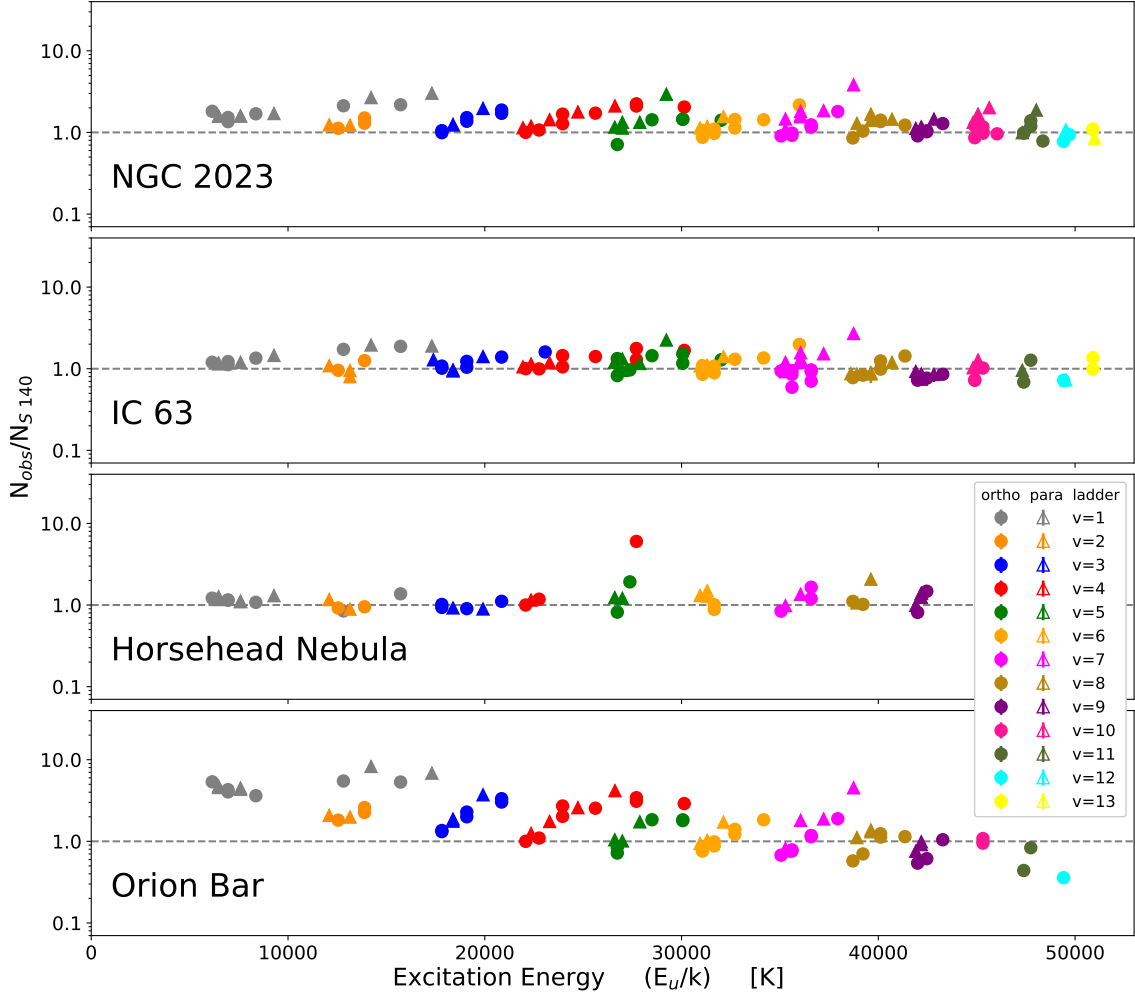 10.0
1.0
0.1
NGC 2023
10.0
1.0
0.1
IC 63
N_obs/N_S 140
10.0
1.0
0.1
Horsehead Nebula
ortho para ladder
v=1
v=2
v=3
v=4
v=5
v=6
v=7
v=8
v=9
v=10
v=11
v=12
v=13
10.0
1.0
0.1
Orion Bar
0 10000 20000 30000 40000 50000
Excitation Energy (E_u/k) [K]